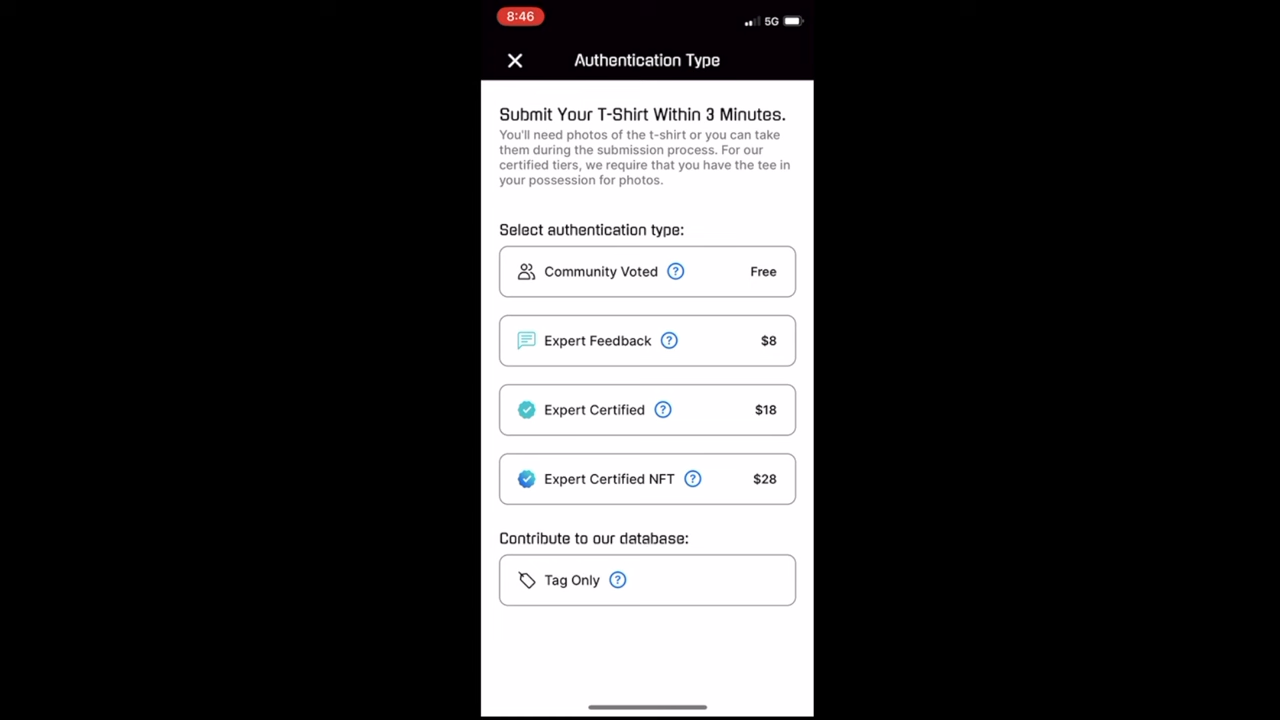 8:46
5G
Authentication Type
Submit Your T-Shirt Within 3 Minutes.
You'll need photos of the t-shirt or you can take
them during the submission process. For our
certified tiers, we require that you have the tee in
your possession for photos.
Select authentication type:
Community Voted ? Free
Expert Feedback ? $8
Expert Certified ? $18
Expert Certified NFT ? $28
Contribute to our database:
Tag Only ?